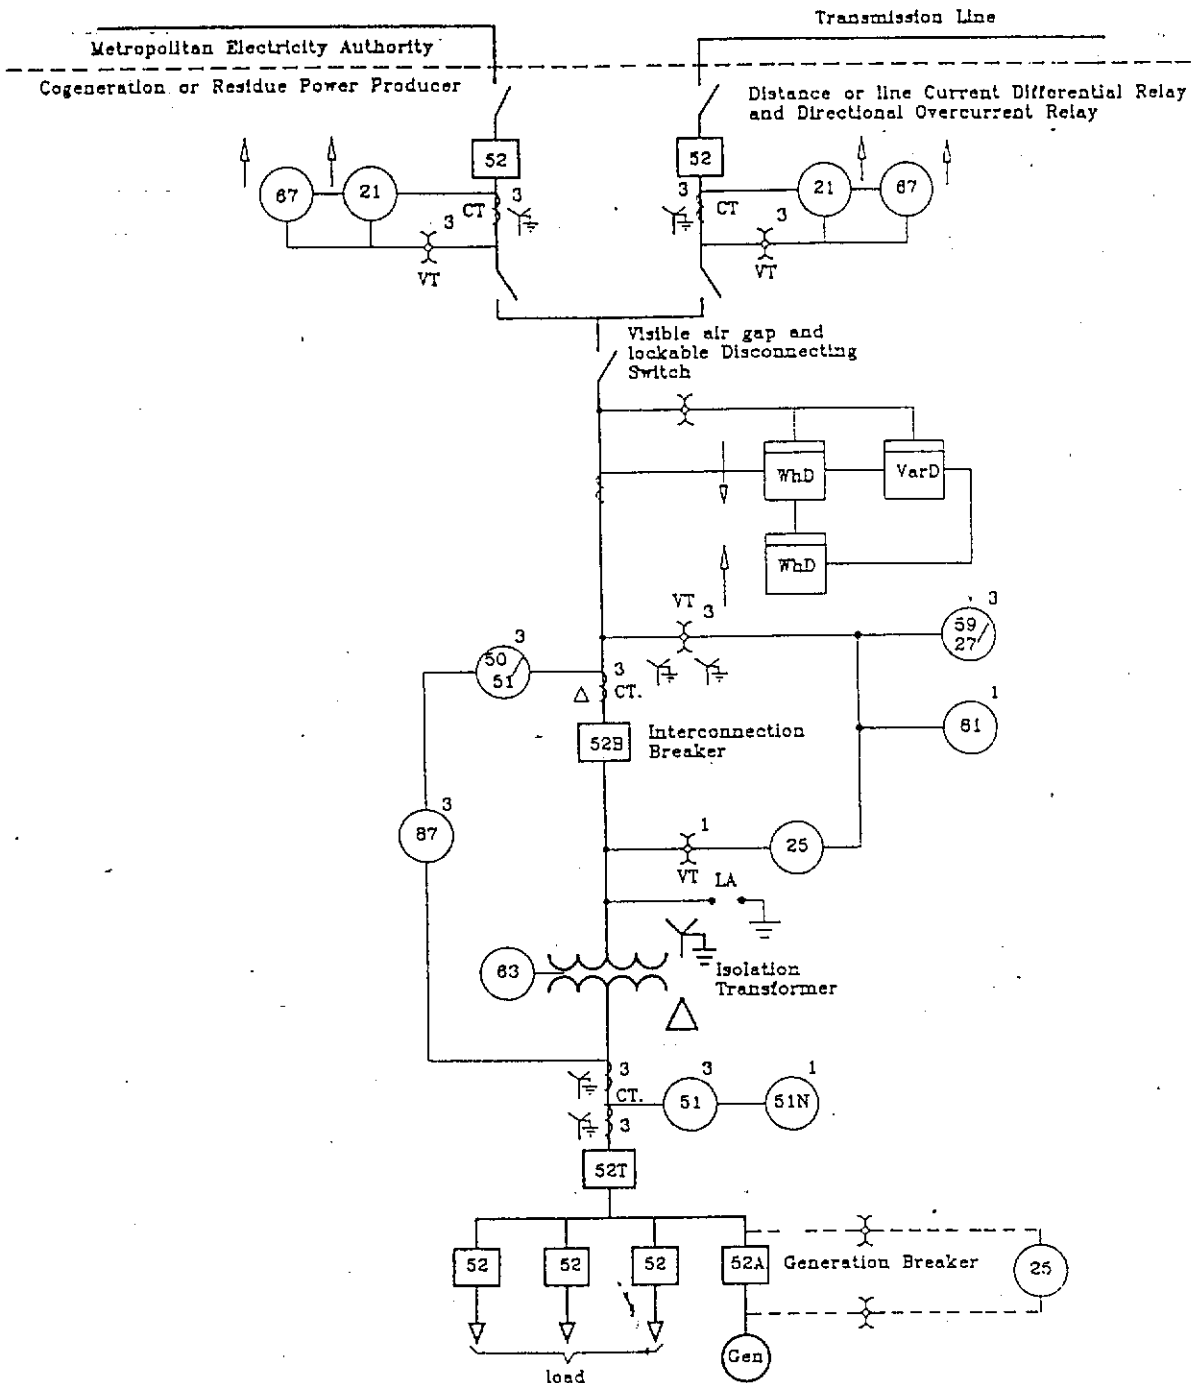 Transmission Line
Metropolitan Electricity Authority
Cogeneration or Residue Power Producer
Distance or line Current Differential Relay
and Directional Overcurrent Relay
52
52
67
21
3
CT
3
VT
3
CT
21
67
3
VT
Visible air gap and
lockable Disconnecting
Switch
WhD
VarD
WhD
VT
3
3
59
27
3
50
51
3
CT.
1
81
52B
Interconnection
Breaker
3
87
1
25
VT
LA
63
Isolation
Transformer
3
CT.
3
51
1
51N
3
52T
52
52
52
52A
Generation Breaker
25
Gen
load